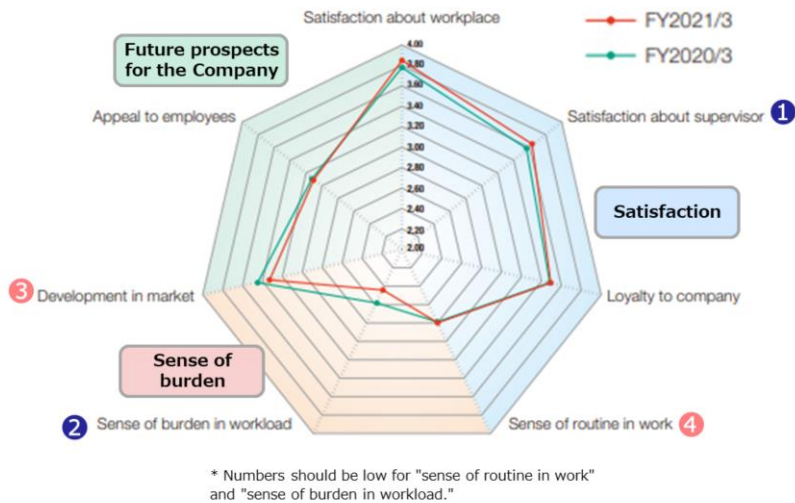 Satisfaction about workplace
FY2021/3
FY2020/3
Future prospects
for the Company
4.00
3.80
3.60
3.40
3.20
3.00
2.80
2.60
2.40
2.20
2.00
Appeal to employees
Satisfaction about supervisor 1
Satisfaction
3 Development in market
Loyalty to company
Sense of
burden
2 Sense of burden in workload
Sense of routine in work 4
* Numbers should be low for "sense of routine in work"
and "sense of burden in workload."